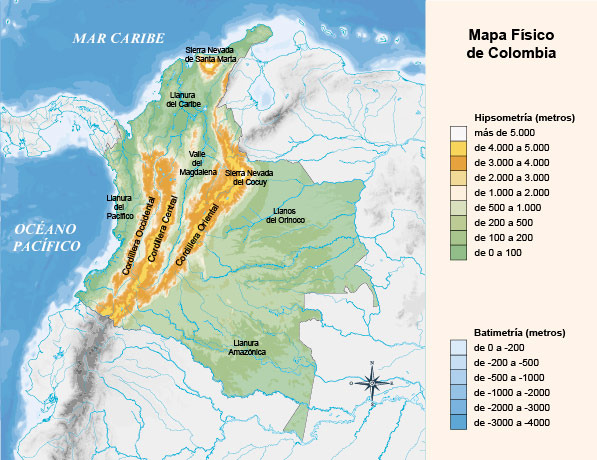 MAR CARIBE
Sierra Nevada
de Santa Marta
Llanura
del Caribe
Valle
del
Magdalena
Sierra Nevada
del Cocuy
Llanura
del
Pacífico
Cordillera Occidental
Cordillera Central
Cordillera Oriental
Llanos
del Orinoco
OCÉANO
PACÍFICO
Llanura
Amazónica
N
Mapa Físico
de Colombia
Hipsometría (metros)
más de 5.000
de 4.000 a 5.000
de 3.000 a 4.000
de 2.000 a 3.000
de 1.000 a 2.000
de 500 a 1.000
de 200 a 500
de 100 a 200
de 0 a 100
Batimetría (metros)
de 0 a -200
de -200 a -500
de -500 a -1000
de -1000 a -2000
de -2000 a -3000
de -3000 a -4000